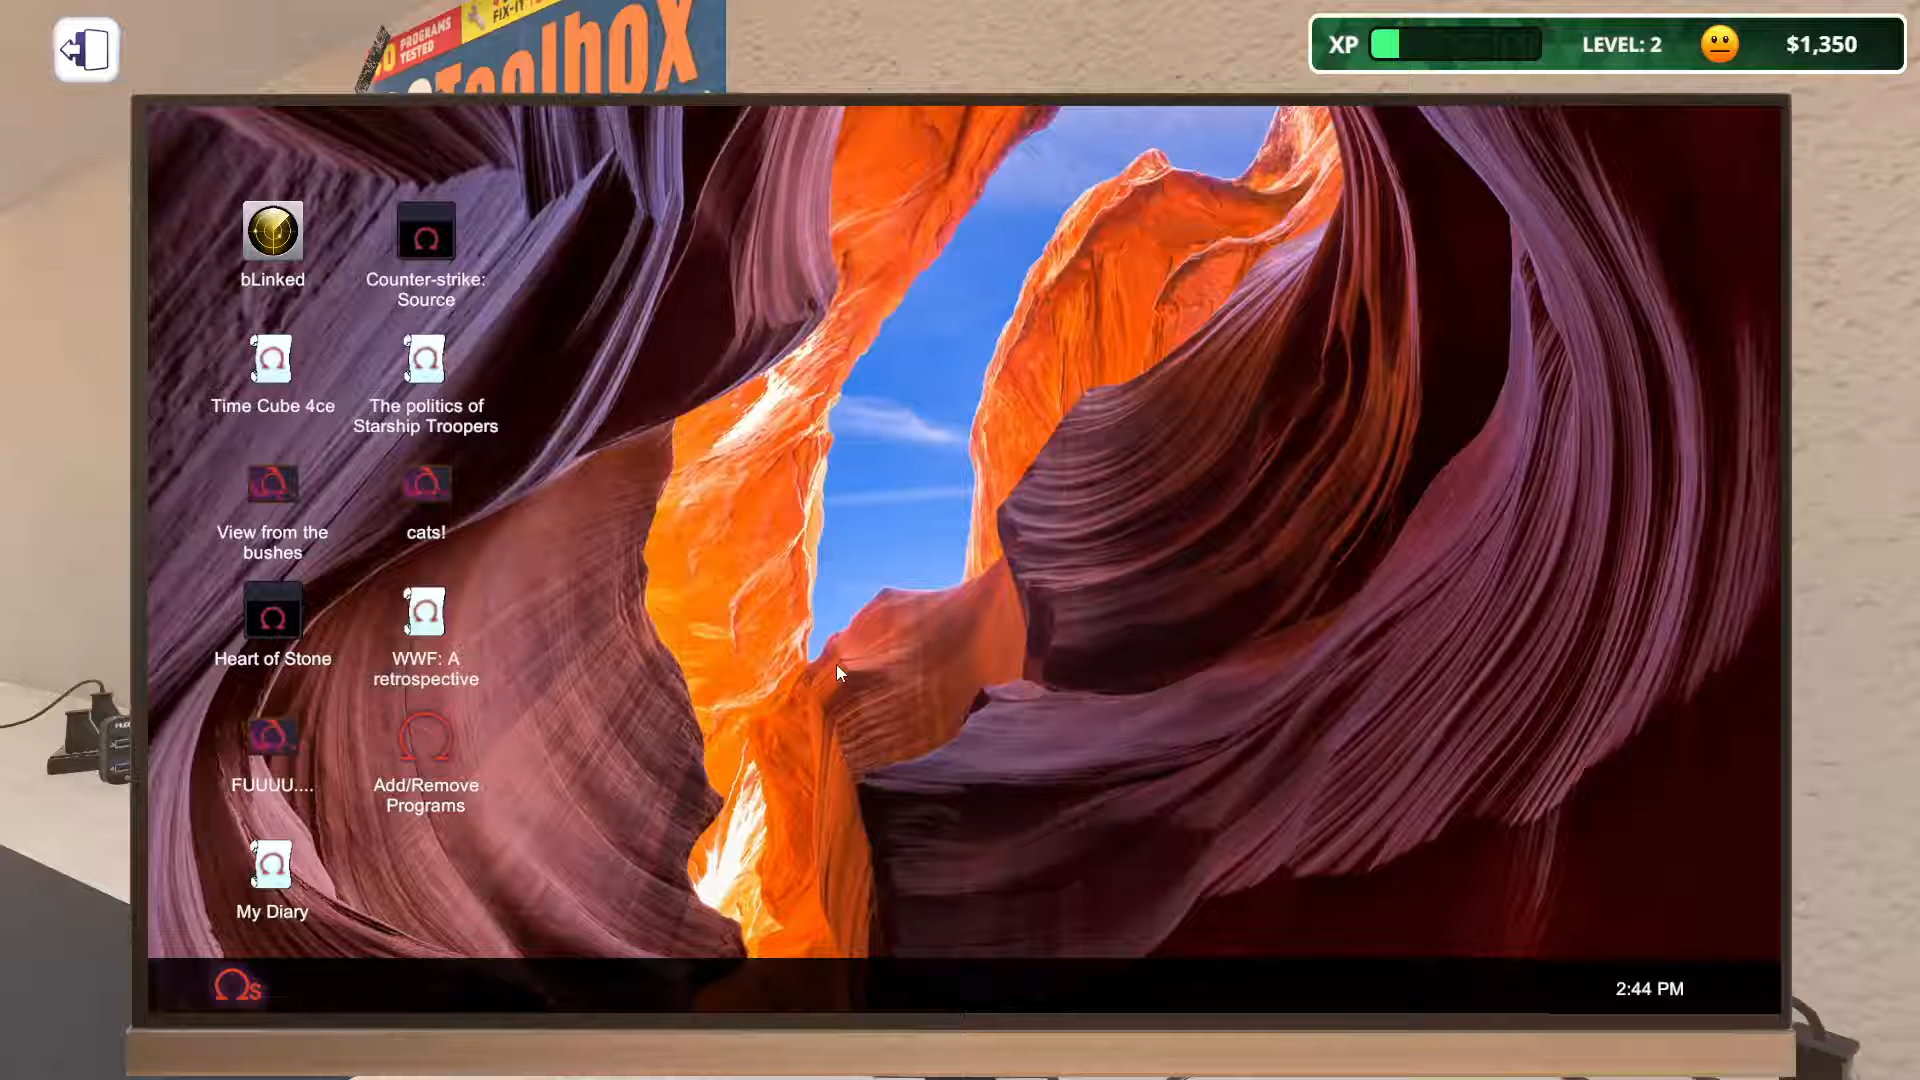 PROGRAMS
TESTED
FIX-IT
Toolbox
XP
LEVEL: 2
$1,350
bLinked
Counter-strike:
Source
Time Cube 4ce
The politics of
Starship Troopers
View from the
bushes
cats!
Heart of Stone
WWF: A
retrospective
FUUUU....
Add/Remove
Programs
My Diary
Ωs
2:44 PM